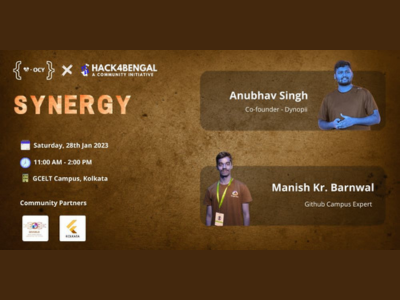 { - OCY }
HACK4BENGAL
A COMMUNITY INITIATIVE
SYNERGY
Saturday, 28th Jan 2023
11:00 AM - 2:00 PM
GCELT Campus, Kolkata
Community Partners
Anubhav Singh
Co-founder - Dynopii
Manish Kr. Barnwal
Github Campus Expert